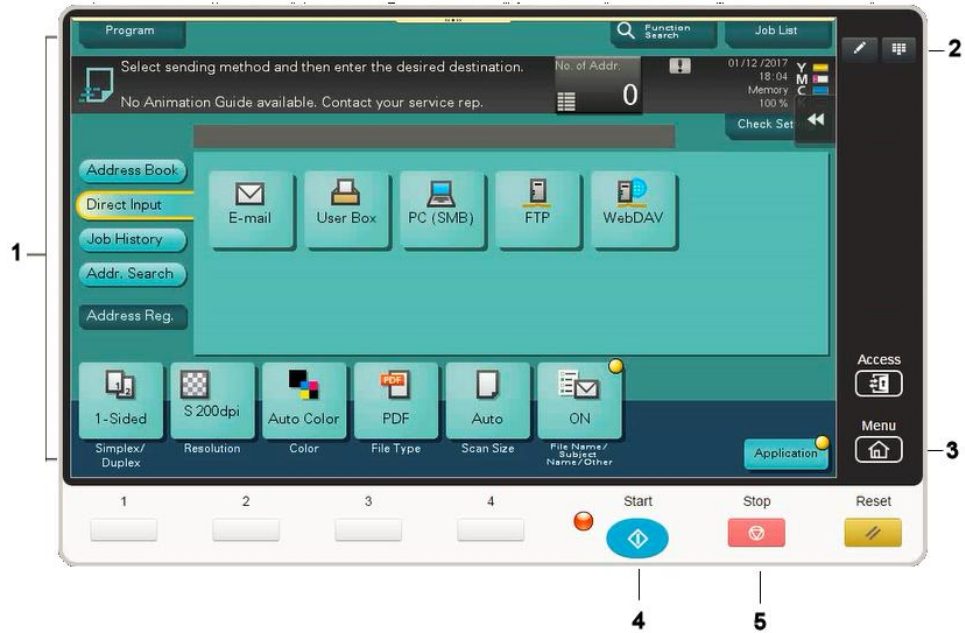 Program
Function
Search
Job List
Select sending method and then enter the desired destination.
No Animation Guide available. Contact your service rep.
No. of Addr.
0
01/12/2017
18:04
Memory
100 %
Y
M
C
Check Set
Address Book
Direct Input
Job History
Addr. Search
Address Reg.
E-mail
User Box
PC (SMB)
FTP
WebDAV
1-Sided
S 200dpi
Auto Color
PDF
PDF
Auto
ON
Simplex/
Duplex
Resolution
Color
File Type
Scan Size
File Name/
Subject
Name/Other
Application
Access
Menu
1
2
3
4
Start
Stop
Reset
1
2
3
4
5